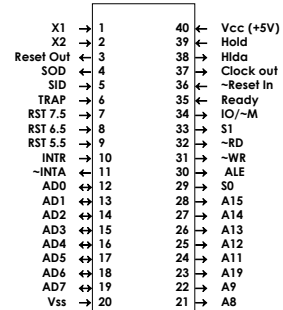 X1 → 1 40 ← Vcc (+5V)
X2 → 2 39 ← Hold
Reset Out ← 3 38 → Hlda
SOD ← 4 37 → Clock out
SID → 5 36 ← ~Reset In
TRAP → 6 35 ← Ready
RST 7.5 → 7 34 → IO/~M
RST 6.5 → 8 33 → S1
RST 5.5 → 9 32 → ~RD
INTR → 10 31 → ~WR
~INTA ← 11 30 → ALE
AD0 ↔ 12 29 → S0
AD1 ↔ 13 28 → A15
AD2 ↔ 14 27 → A14
AD3 ↔ 15 26 → A13
AD4 ↔ 16 25 → A12
AD5 ↔ 17 24 → A11
AD6 ↔ 18 23 → A19
AD7 ↔ 19 22 → A9
Vss → 20 21 → A8